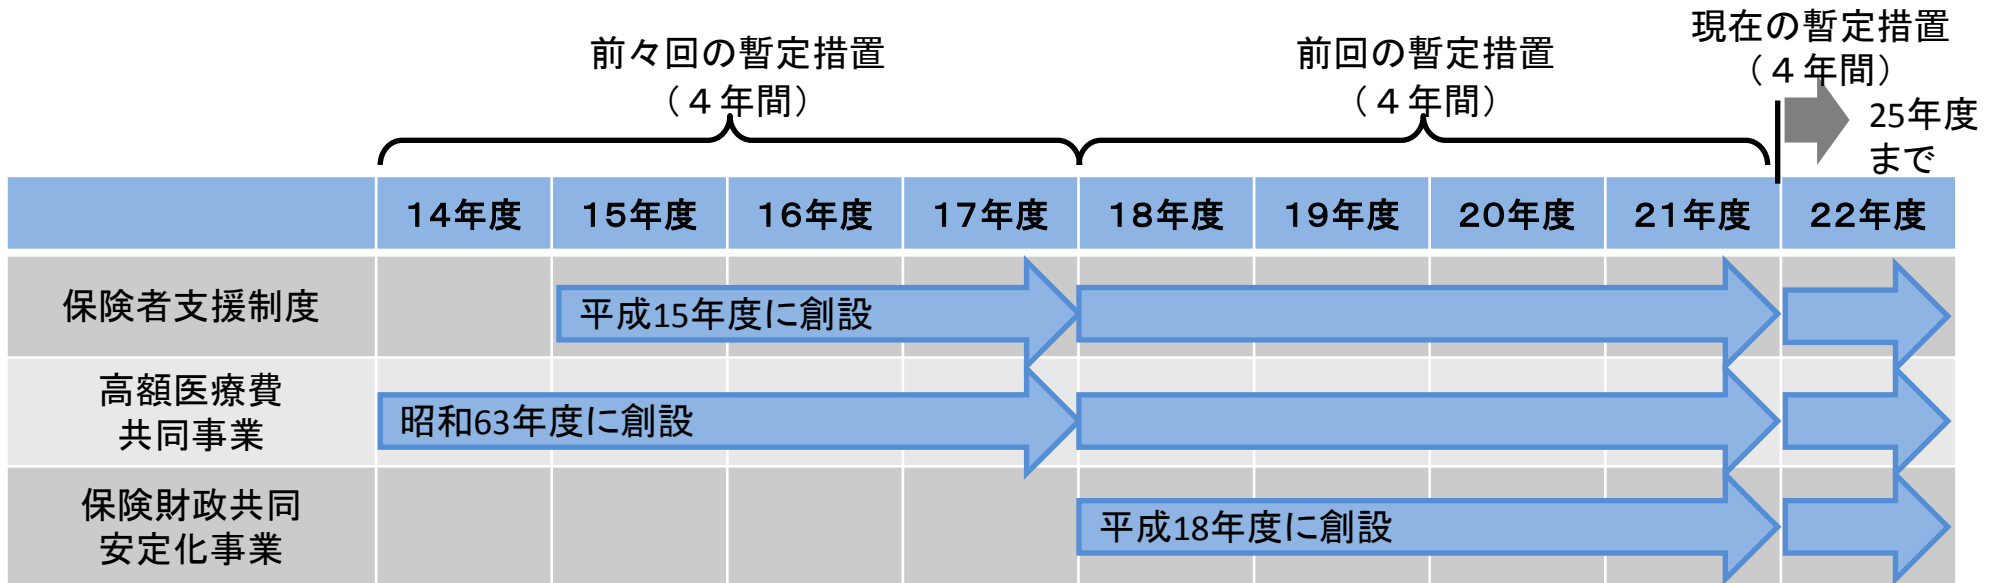 前々回の暫定措置
（４年間）
前回の暫定措置
（４年間）
現在の暫定措置
（４年間）
25年度
まで
14年度
15年度
16年度
17年度
18年度
19年度
20年度
21年度
22年度
保険者支援制度
平成15年度に創設
高額医療費
共同事業
昭和63年度に創設
保険財政共同
安定化事業
平成18年度に創設